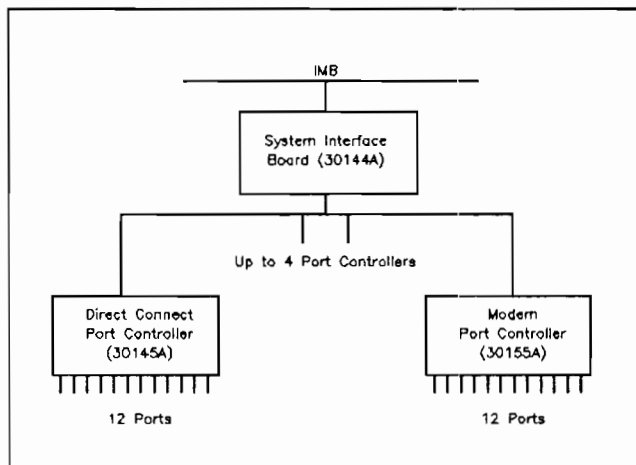 IMB
System Interface
Board (30144A)
Up to 4 Port Controllers
Direct Connect
Port Controller
(30145A)
Modem
Port Controller
(30155A)
12 Ports
12 Ports